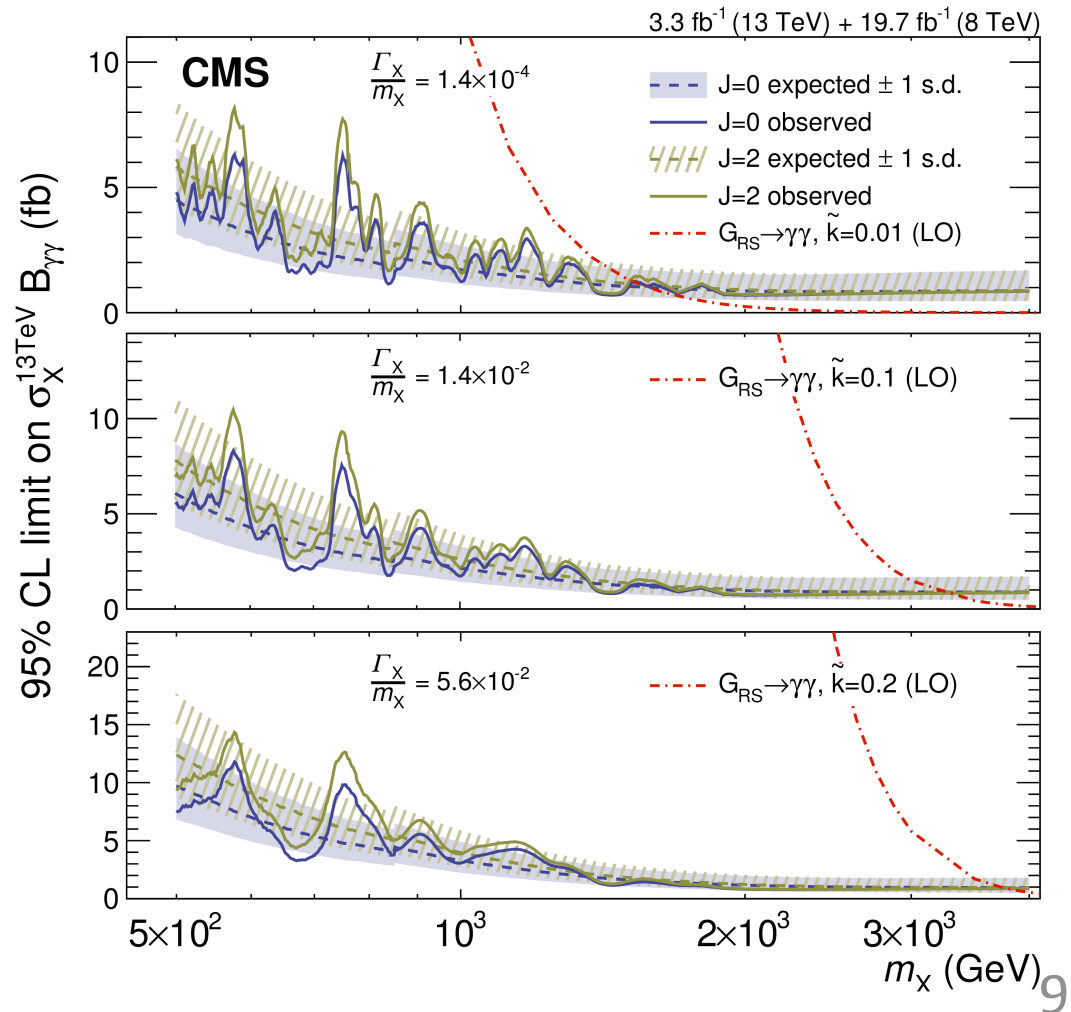 3.3 fb⁻¹ (13 TeV) + 19.7 fb⁻¹ (8 TeV)
CMS
Γ_X/m_X = 1.4×10⁻⁴
J=0 expected ± 1 s.d.
J=0 observed
J=2 expected ± 1 s.d.
J=2 observed
G_RS→γγ, k̃=0.01 (LO)
10
5
0
Γ_X/m_X = 1.4×10⁻²
G_RS→γγ, k̃=0.1 (LO)
10
5
0
Γ_X/m_X = 5.6×10⁻²
G_RS→γγ, k̃=0.2 (LO)
20
15
10
5
0
95% CL limit on σ_X^13TeV B_γγ (fb)
5×10² 10³ 2×10³ 3×10³
m_X (GeV)
9